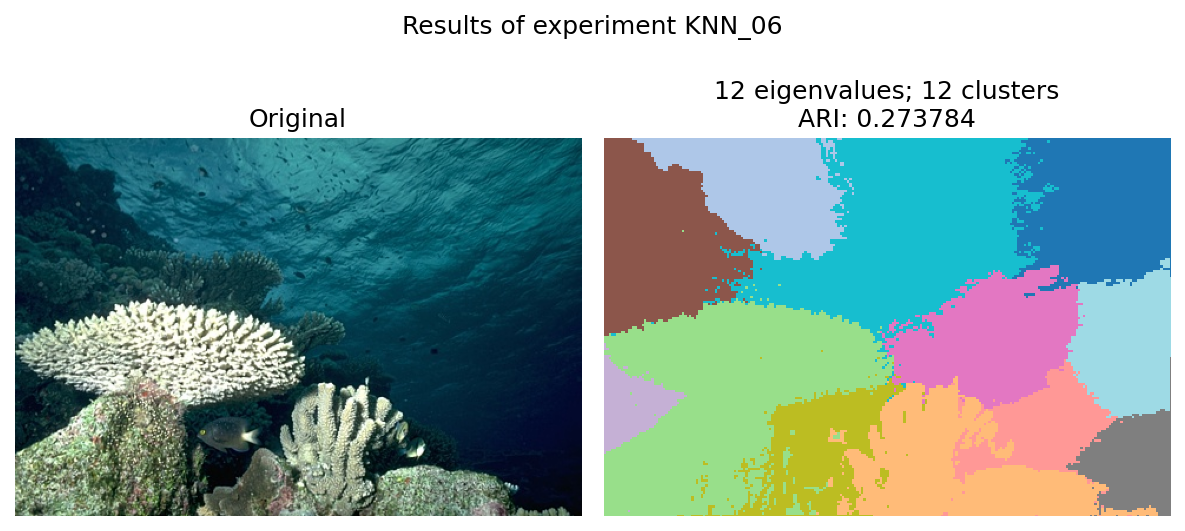 Results of experiment KNN_06
Original
12 eigenvalues; 12 clusters
ARI: 0.273784